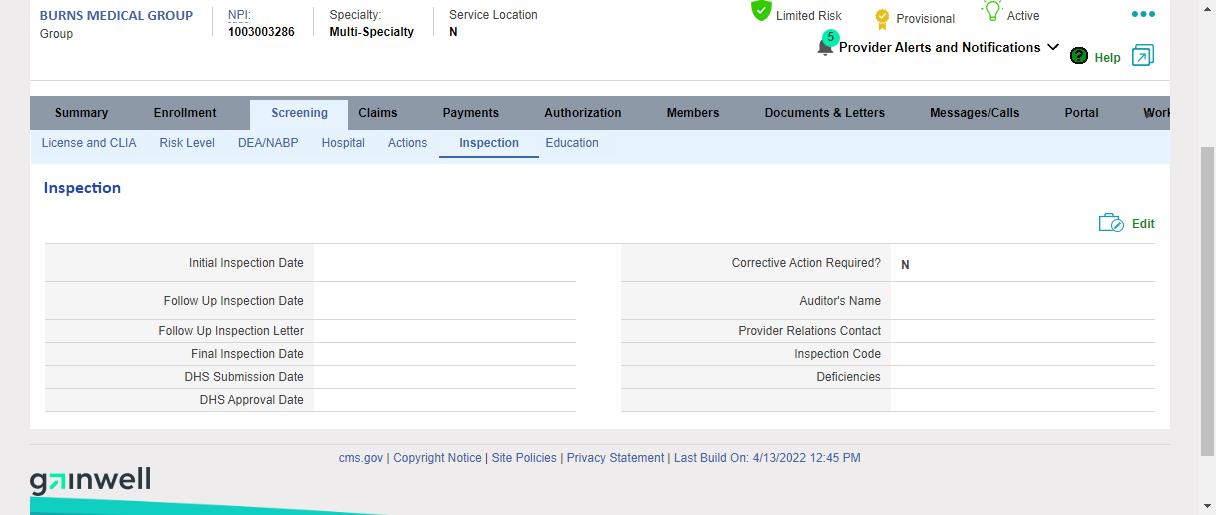 BURNS MEDICAL GROUP
Group
NPI:
1003003286
Specialty:
Multi-Specialty
Service Location
N
Limited Risk
Provisional
Active
5
Provider Alerts and Notifications
? Help
Summary Enrollment Screening Claims Payments Authorization Members Documents & Letters Messages/Calls Portal Work
License and CLIA Risk Level DEA/NABP Hospital Actions Inspection Education
Inspection
Edit
Initial Inspection Date
Corrective Action Required? N
Follow Up Inspection Date
Auditor's Name
Follow Up Inspection Letter
Provider Relations Contact
Final Inspection Date
Inspection Code
DHS Submission Date
Deficiencies
DHS Approval Date
cms.gov | Copyright Notice | Site Policies | Privacy Statement | Last Build On: 4/13/2022 12:45 PM
gainwell